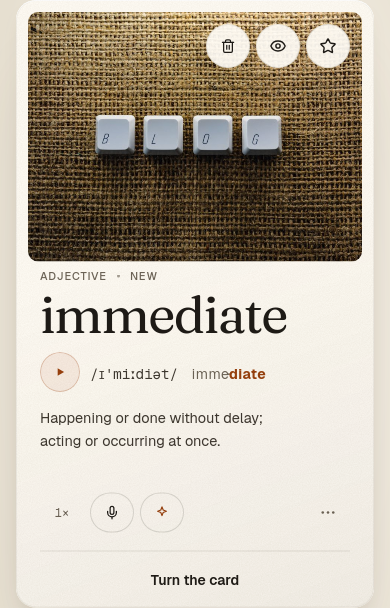 B L O G
ADJECTIVE • NEW
immediate
/ɪˈmiːdiət/ immediate
Happening or done without delay;
acting or occurring at once.
1×
Turn the card